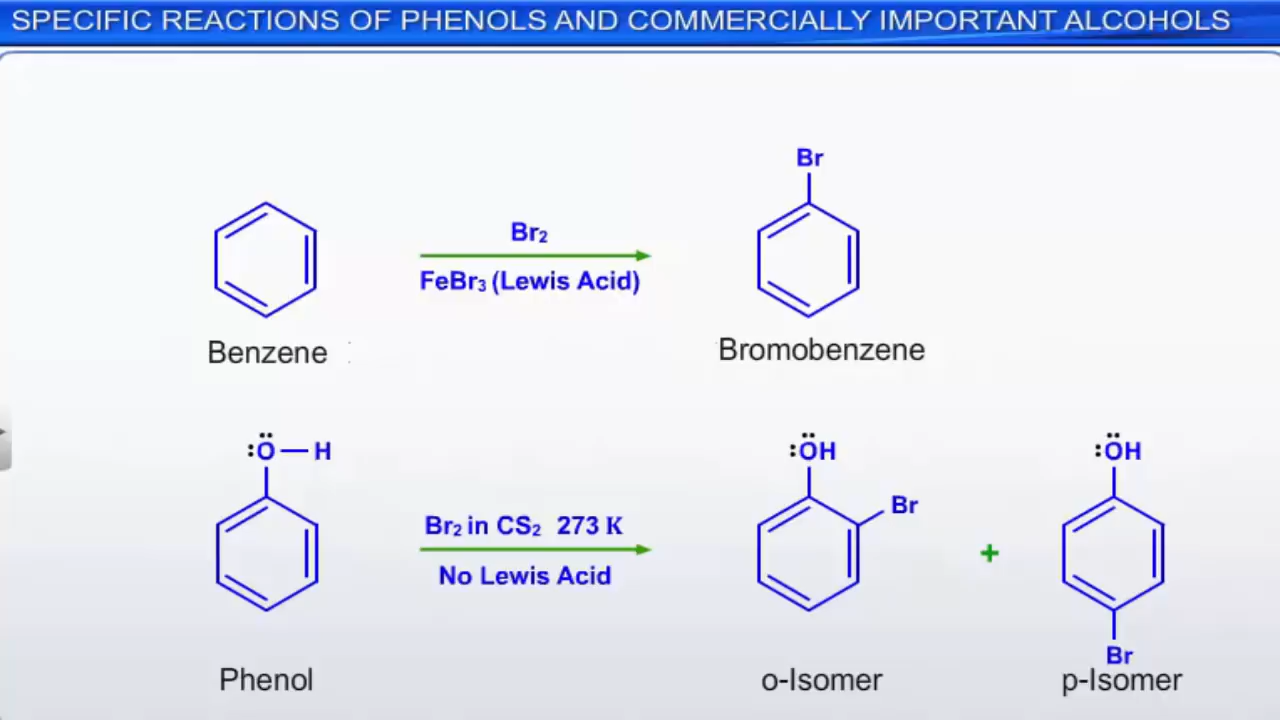 SPECIFIC REACTIONS OF PHENOLS AND COMMERCIALLY IMPORTANT ALCOHOLS
Br
Br₂
FeBr₃ (Lewis Acid)
Benzene
Bromobenzene
:Ö—H
:ÖH
:ÖH
Br
Br₂ in CS₂ 273 K
+
No Lewis Acid
Br
Phenol
o-Isomer
p-Isomer